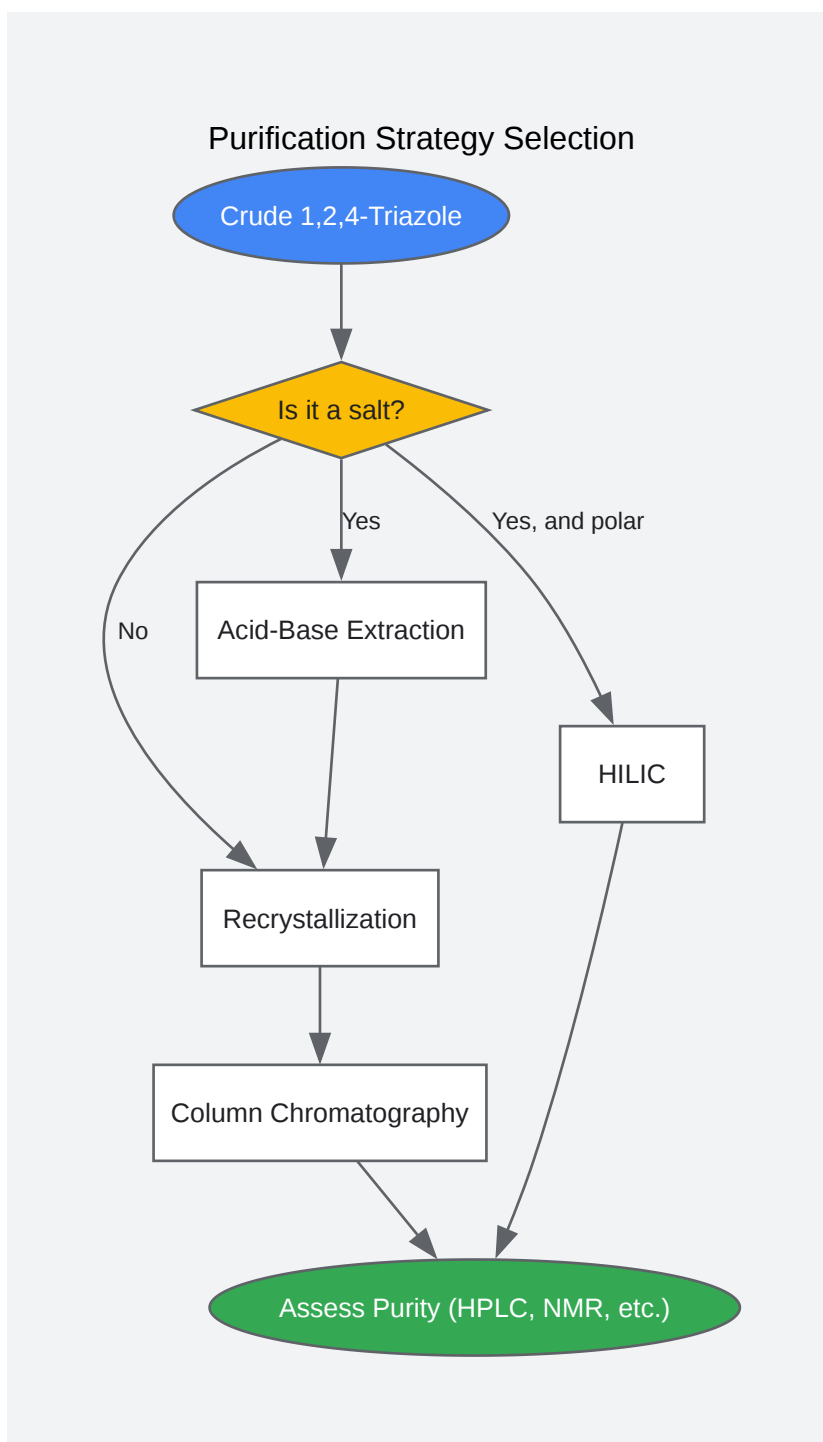 Purification Strategy Selection
Crude 1,2,4-Triazole
Is it a salt?
Yes
Yes, and polar
No
Acid-Base Extraction
HILIC
Recrystallization
Column Chromatography
Assess Purity (HPLC, NMR, etc.)